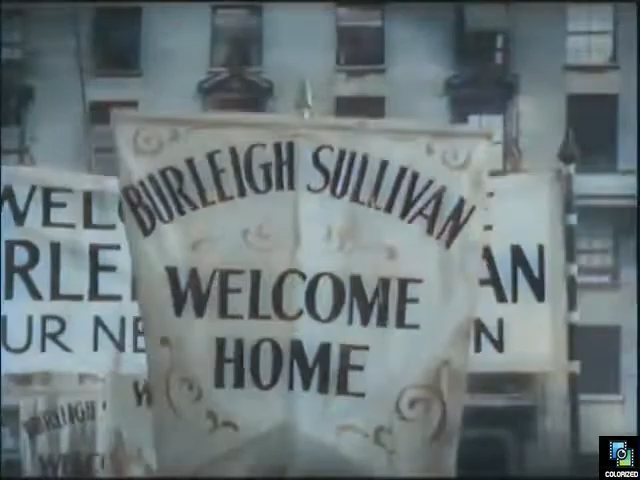 BURLEIGH SULLIVAN
WELCOME
HOME
WEL
RLE AN
UR NE N
BURLEIGH
COLORIZED